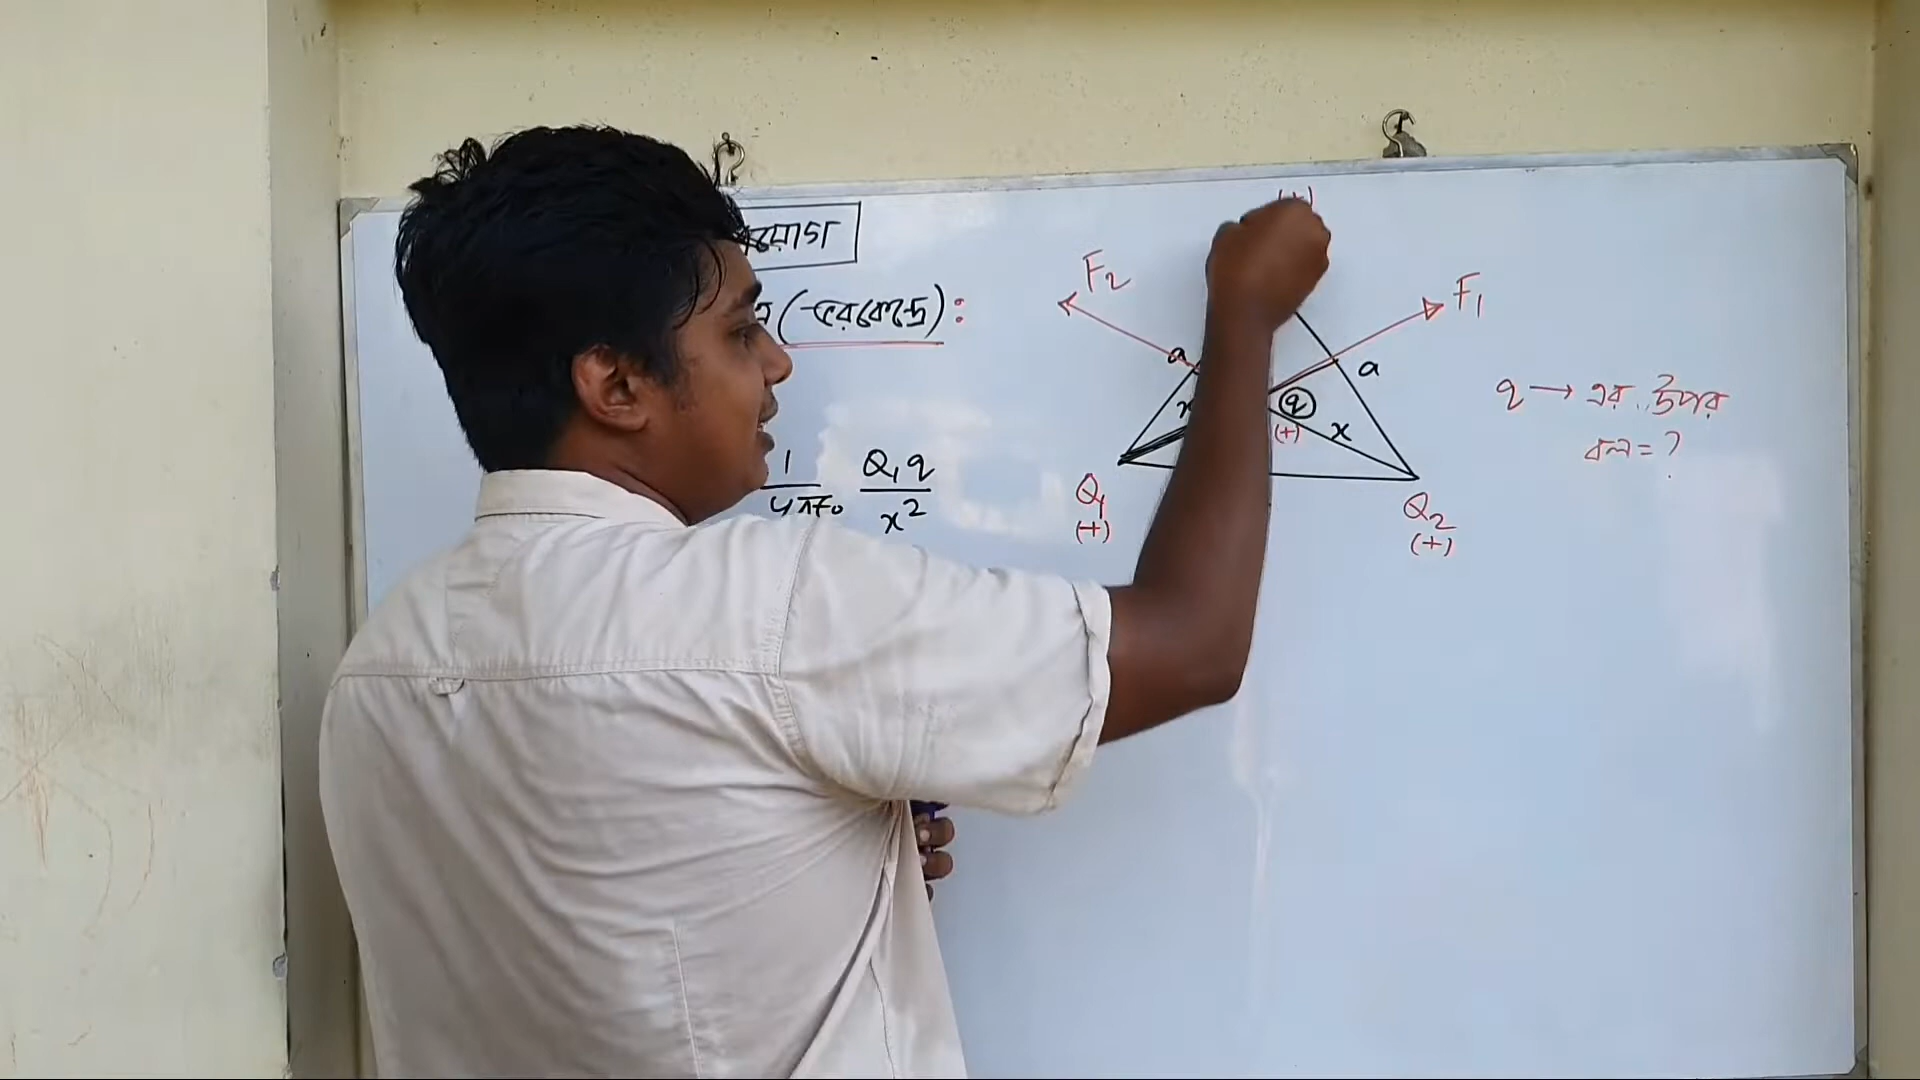 (ভরকেন্দ্রে):
1/4πε₀ Q₁q/x²
(+)
F₂
F₁
a
a
x
q
(+)
x
Q₁
(+)
Q₂
(+)
q → এর উপর
বল = ?